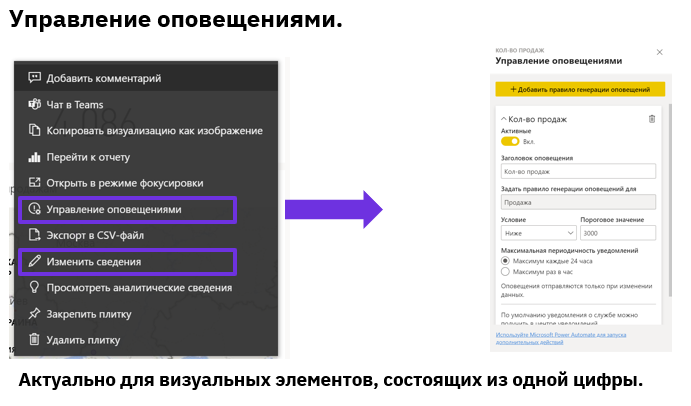 Управление оповещениями.
Добавить комментарий
Чат в Teams
4 086
Копировать визуализацию как изображение
Перейти к отчету
Открыть в режиме фокусировки
Управление оповещениями
Экспорт в CSV-файл
Изменить сведения
Просмотреть аналитические сведения
Закрепить плитку
Удалить плитку
КОЛ-ВО ПРОДАЖ
Управление оповещениями
+ Добавить правило генерации оповещений
Кол-во продаж
Активные
Вкл.
Заголовок оповещения
Кол-во продаж
Задать правило генерации оповещений для
Продажа
Условие Пороговое значение
Ниже 3000
Максимальная периодичность уведомлений
Максимум каждые 24 часа
Максимум раз в час
Оповещения отправляются только при изменении
данных.
По умолчанию уведомления о службе можно
получить в центре уведомлений
Используйте Microsoft Power Automate для запуска
дополнительных действий
Актуально для визуальных элементов, состоящих из одной цифры.